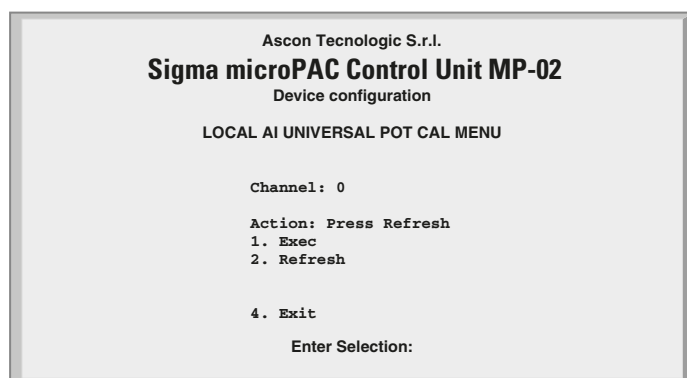 Ascon Tecnologic S.r.l.
Sigma microPAC Control Unit MP-02
Device configuration
LOCAL AI UNIVERSAL POT CAL MENU
Channel: 0
Action: Press Refresh
1. Exec
2. Refresh
4. Exit
Enter Selection: